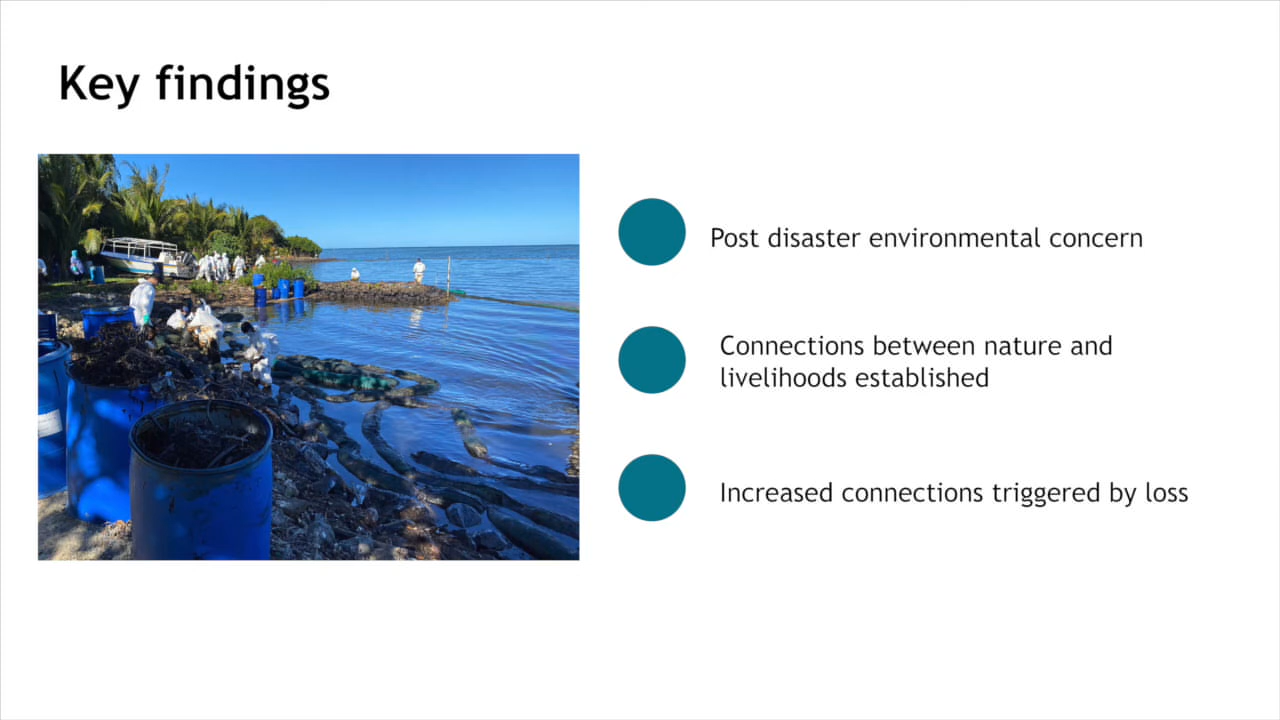 Key findings
Post disaster environmental concern
Connections between nature and
livelihoods established
Increased connections triggered by loss